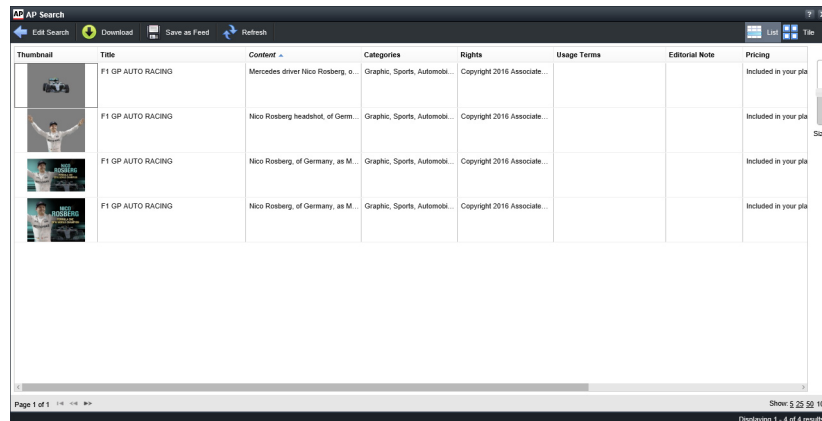 AP AP Search ?
Edit Search Download Save as Feed Refresh List Tile
Thumbnail Title Content Categories Rights Usage Terms Editorial Note Pricing
F1 GP AUTO RACING Mercedes driver Nico Rosberg, o... Graphic, Sports, Automobi... Copyright 2016 Associate... Included in your pla
F1 GP AUTO RACING Nico Rosberg headshot, of Germ... Graphic, Sports, Automobi... Copyright 2016 Associate... Included in your pla
F1 GP AUTO RACING Nico Rosberg, of Germany, as M... Graphic, Sports, Automobi... Copyright 2016 Associate... Included in your pla
NICO
ROSBERG
F1 GP AUTO RACING Nico Rosberg, of Germany, as M... Graphic, Sports, Automobi... Copyright 2016 Associate... Included in your pla
NICO
ROSBERG
Siz
Page 1 of 1 Show: 5 25 50 10
Displaying 1 - 4 of 4 results